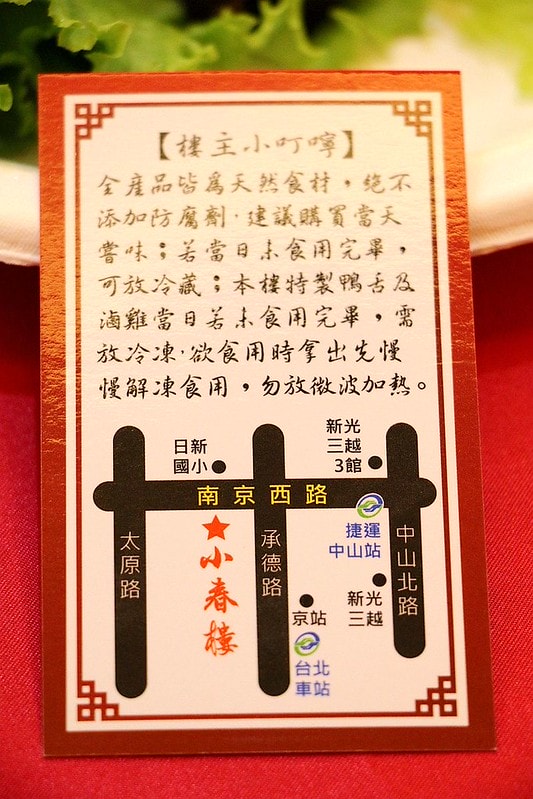 【樓主小叮嚀】
全産品皆爲天然食材，絕不
添加防腐劑·建議購買當天
嘗味；若當日未食用完畢，
可放冷藏；本樓特製鴨舌及
滷雞當日若未食用完畢，需
放冷凍·欲食用時拿出先慢
慢解凍食用，勿放微波加熱。
日新
國小
新光
三越
3館
南京西路
捷運
中山站
太原路
小春樓
承德路
中山北路
京站
新光
三越
台北
車站